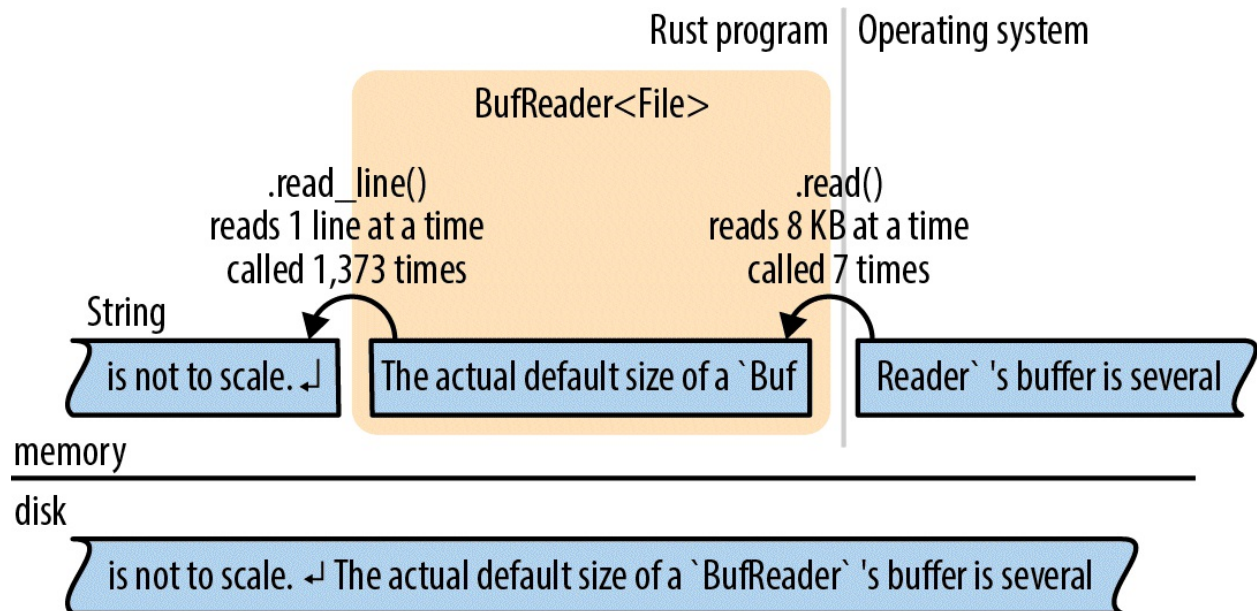 Rust program Operating system
BufReader<File>
.read_line() .read()
reads 1 line at a time reads 8 KB at a time
called 1,373 times called 7 times
String
is not to scale. ↲ The actual default size of a `Buf Reader` 's buffer is several
memory
disk
is not to scale. ↲ The actual default size of a `BufReader` 's buffer is several